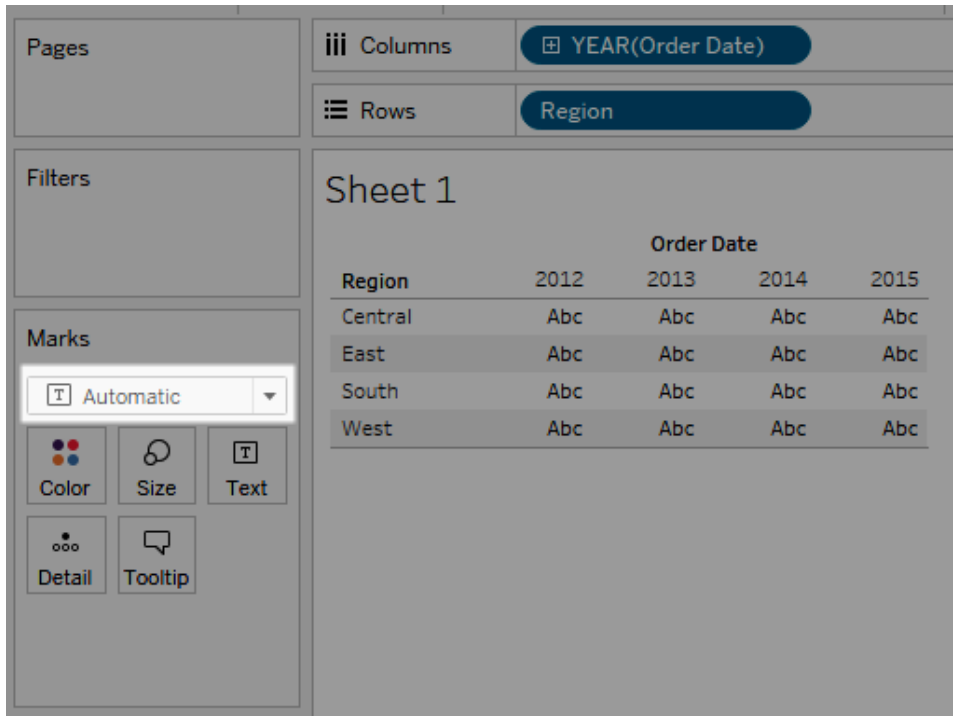 Pages
Columns
YEAR(Order Date)
Rows
Region
Filters
Sheet 1
Order Date
Region 2012 2013 2014 2015
Central Abc Abc Abc Abc
East Abc Abc Abc Abc
South Abc Abc Abc Abc
West Abc Abc Abc Abc
Marks
T Automatic
Color Size T Text
Detail Tooltip